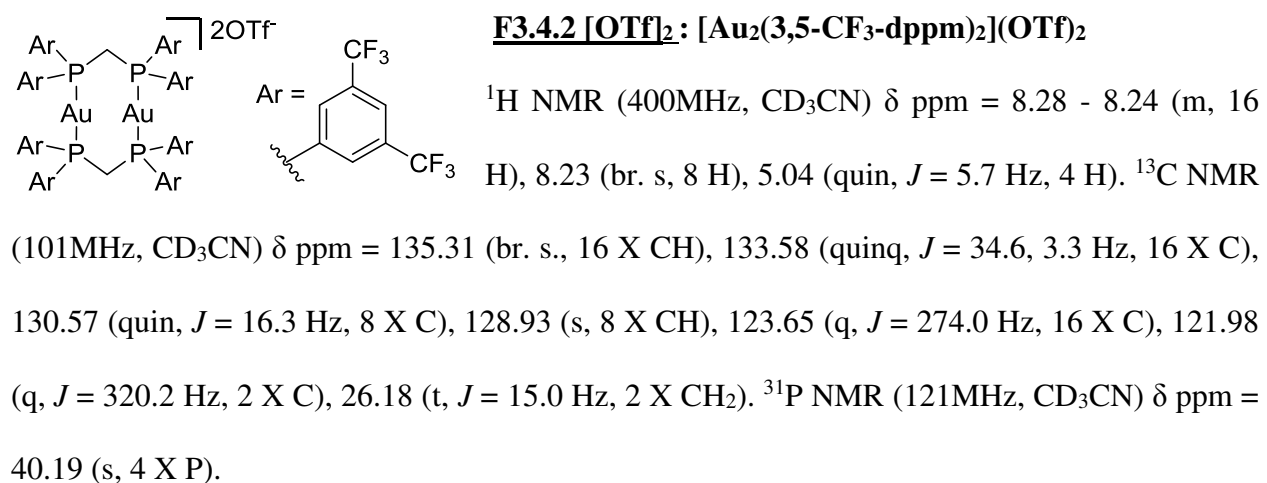 ] 2OTf-
Ar Ar
Ar P P Ar
Au Au
Ar P P Ar
Ar Ar
CF3
Ar =
CF3
F3.4.2 [OTf]2 : [Au2(3,5-CF3-dppm)2](OTf)2
1H NMR (400MHz, CD3CN) δ ppm = 8.28 - 8.24 (m, 16
H), 8.23 (br. s, 8 H), 5.04 (quin, J = 5.7 Hz, 4 H). 13C NMR
(101MHz, CD3CN) δ ppm = 135.31 (br. s., 16 X CH), 133.58 (quinq, J = 34.6, 3.3 Hz, 16 X C),
130.57 (quin, J = 16.3 Hz, 8 X C), 128.93 (s, 8 X CH), 123.65 (q, J = 274.0 Hz, 16 X C), 121.98
(q, J = 320.2 Hz, 2 X C), 26.18 (t, J = 15.0 Hz, 2 X CH2). 31P NMR (121MHz, CD3CN) δ ppm =
40.19 (s, 4 X P).